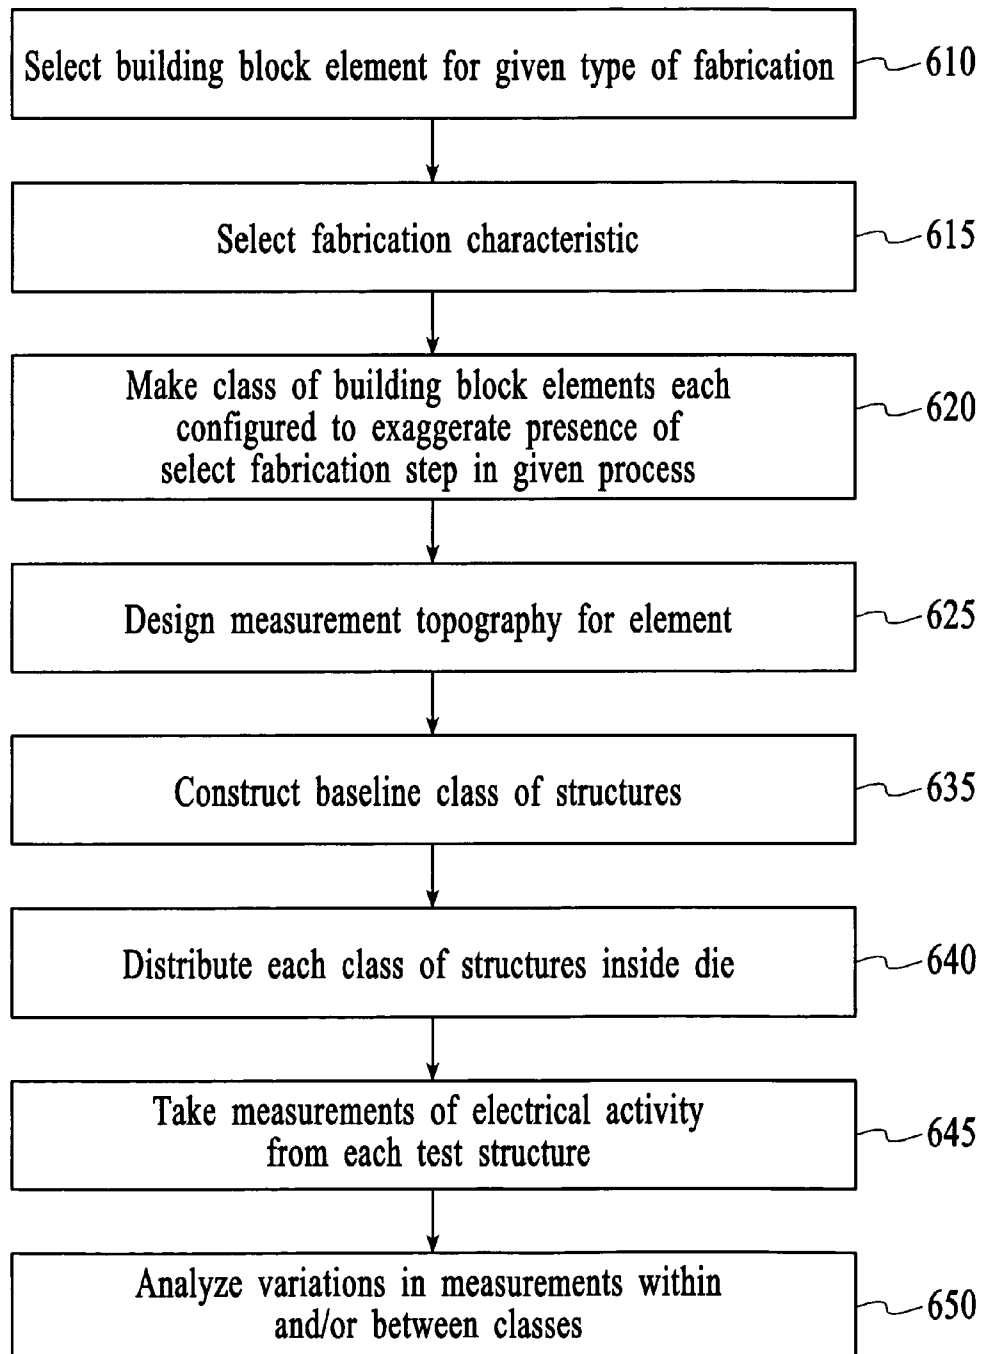 Select building block element for given type of fabrication
610
Select fabrication characteristic
615
Make class of building block elements each
configured to exaggerate presence of
select fabrication step in given process
620
Design measurement topography for element
625
Construct baseline class of structures
635
Distribute each class of structures inside die
640
Take measurements of electrical activity
from each test structure
645
Analyze variations in measurements within
and/or between classes
650